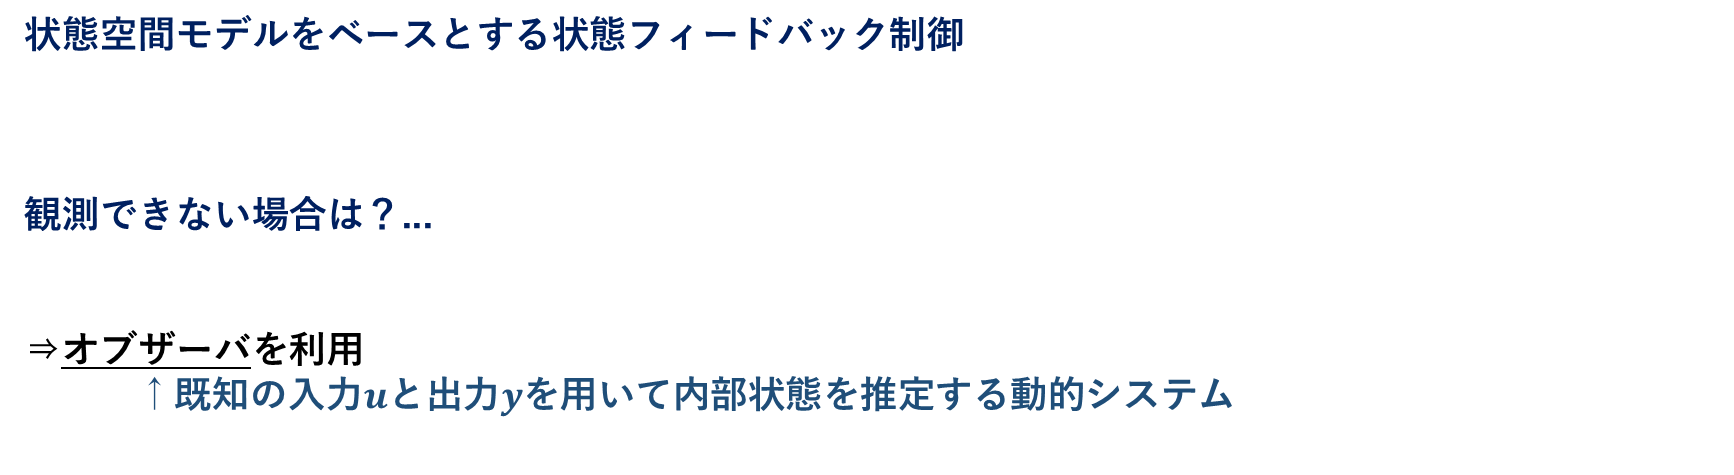 状態空間モデルをベースとする状態フィードバック制御
観測できない場合は？...
⇒オブザーバを利用
↑既知の入力uと出力yを用いて内部状態を推定する動的システム